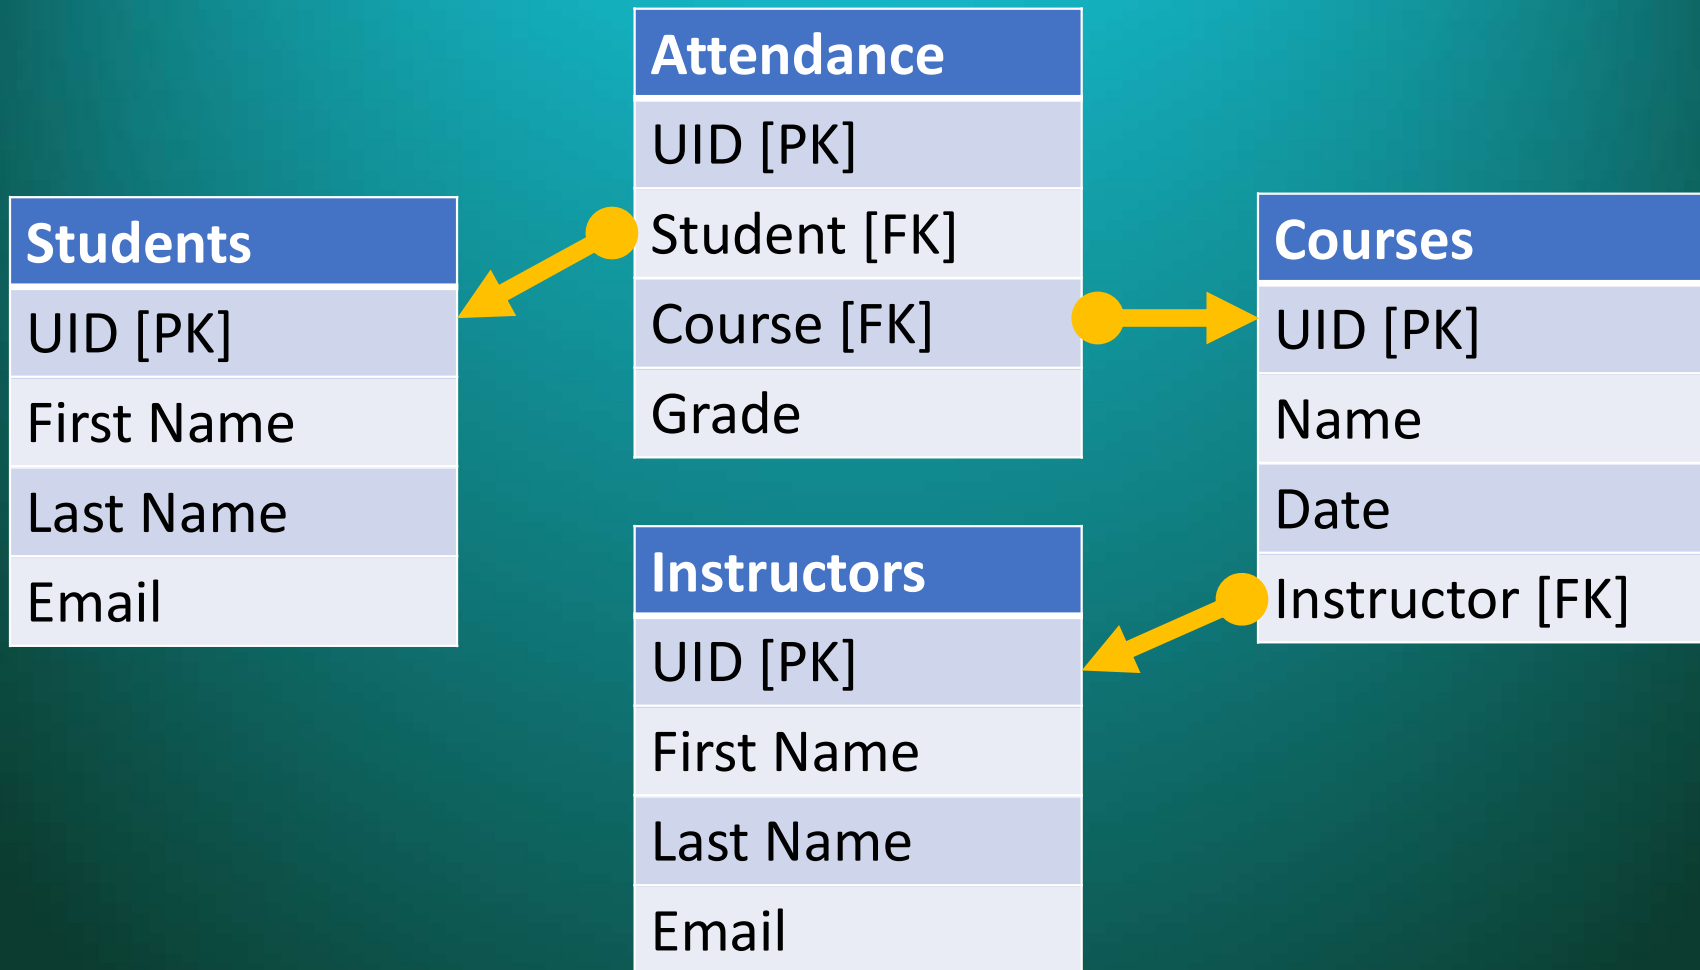 Attendance
UID [PK]
Student [FK]
Course [FK]
Grade
Students
UID [PK]
First Name
Last Name
Email
Courses
UID [PK]
Name
Date
Instructor [FK]
Instructors
UID [PK]
First Name
Last Name
Email